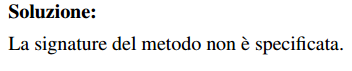 Soluzione:
La signature del metodo non è specificata.